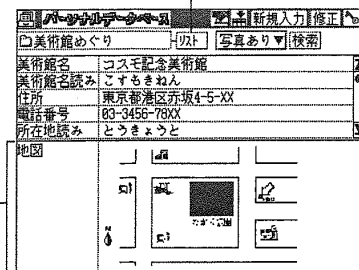 パーソナルデータベース 新規入力 修正
美術館めぐり リスト 写真あり▼ 検索
美術館名 コスモ記念美術館
美術館名読み こすもきねん
住所 東京都港区赤坂4-5-XX
電話番号 03-3456-78XX
所在地読み とうきょうと
地図
N